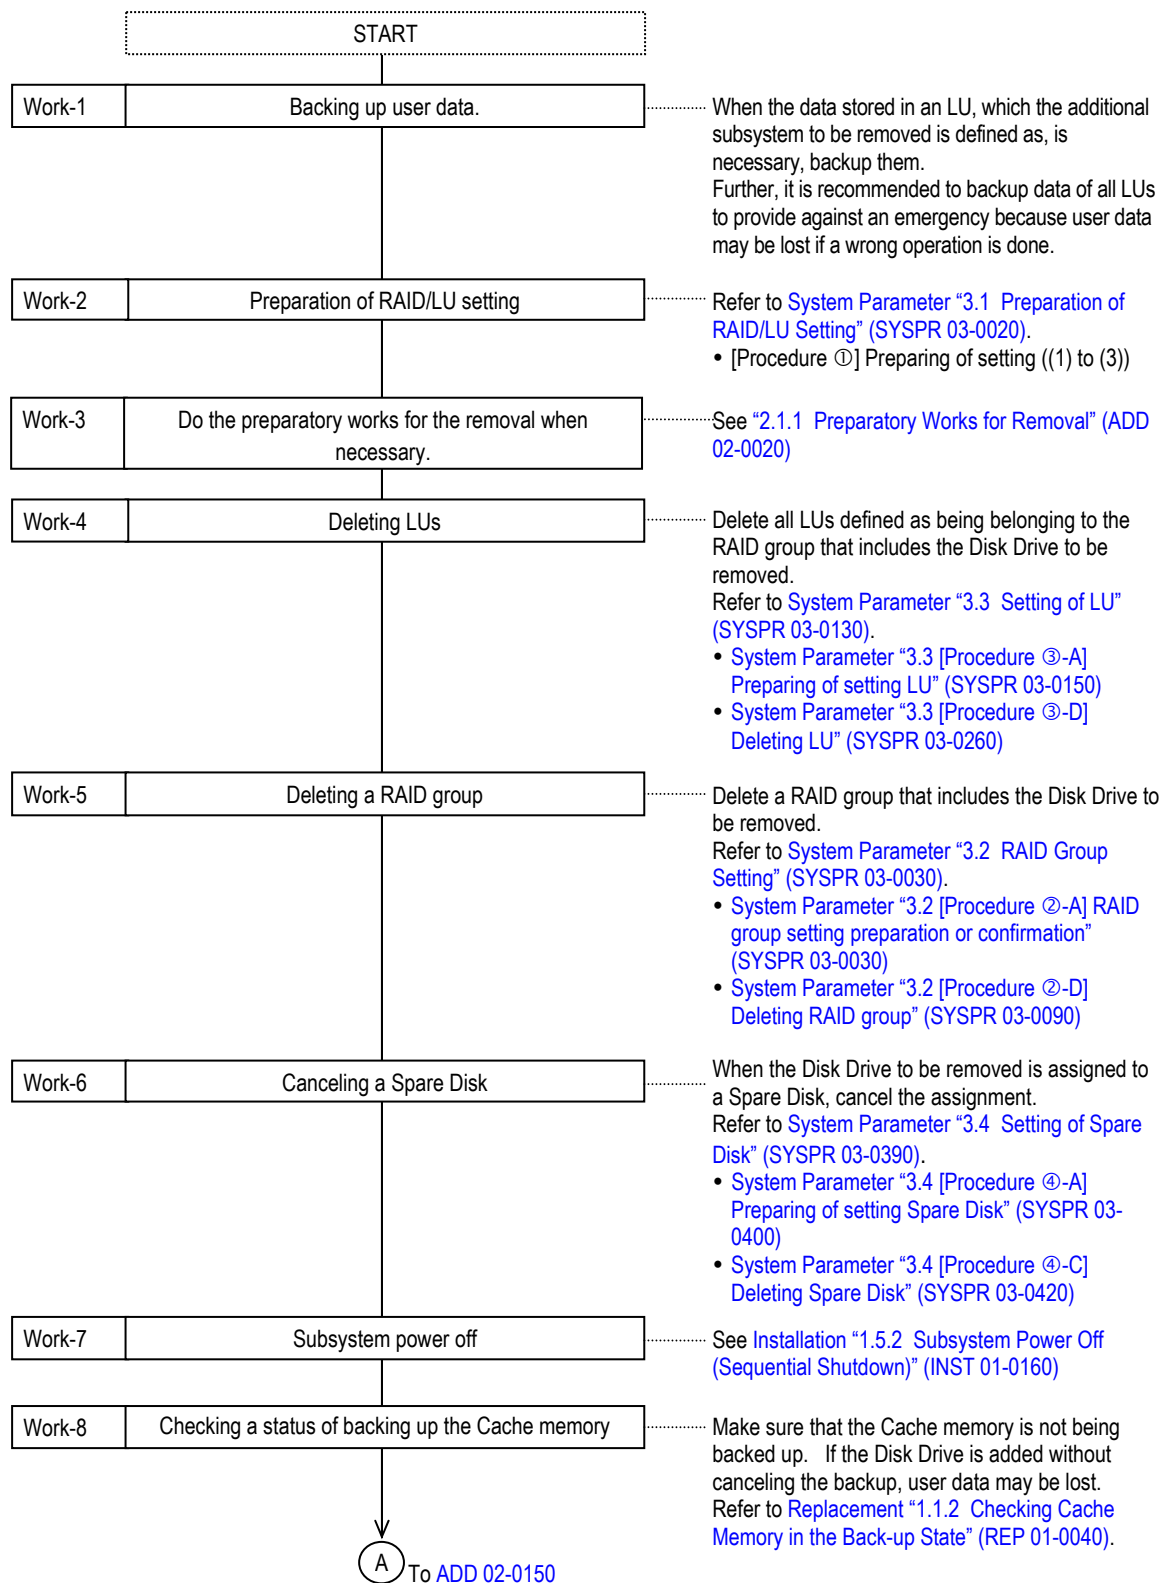 START
Work-1
Backing up user data.
When the data stored in an LU, which the additional
subsystem to be removed is defined as, is
necessary, backup them.
Further, it is recommended to backup data of all LUs
to provide against an emergency because user data
may be lost if a wrong operation is done.
Work-2
Preparation of RAID/LU setting
Refer to System Parameter “3.1 Preparation of
RAID/LU Setting” (SYSPR 03-0020).
• [Procedure ①] Preparing of setting ((1) to (3))
Work-3
Do the preparatory works for the removal when
necessary.
See “2.1.1 Preparatory Works for Removal” (ADD
02-0020)
Work-4
Deleting LUs
Delete all LUs defined as being belonging to the
RAID group that includes the Disk Drive to be
removed.
Refer to System Parameter “3.3 Setting of LU”
(SYSPR 03-0130).
• System Parameter “3.3 [Procedure ③-A]
Preparing of setting LU” (SYSPR 03-0150)
• System Parameter “3.3 [Procedure ③-D]
Deleting LU” (SYSPR 03-0260)
Work-5
Deleting a RAID group
Delete a RAID group that includes the Disk Drive to
be removed.
Refer to System Parameter “3.2 RAID Group
Setting” (SYSPR 03-0030).
• System Parameter “3.2 [Procedure ②-A] RAID
group setting preparation or confirmation”
(SYSPR 03-0030)
• System Parameter “3.2 [Procedure ②-D]
Deleting RAID group” (SYSPR 03-0090)
Work-6
Canceling a Spare Disk
When the Disk Drive to be removed is assigned to
a Spare Disk, cancel the assignment.
Refer to System Parameter “3.4 Setting of Spare
Disk” (SYSPR 03-0390).
• System Parameter “3.4 [Procedure ④-A]
Preparing of setting Spare Disk” (SYSPR 03-
0400)
• System Parameter “3.4 [Procedure ④-C]
Deleting Spare Disk” (SYSPR 03-0420)
Work-7
Subsystem power off
See Installation “1.5.2 Subsystem Power Off
(Sequential Shutdown)” (INST 01-0160)
Work-8
Checking a status of backing up the Cache memory
Make sure that the Cache memory is not being
backed up. If the Disk Drive is added without
canceling the backup, user data may be lost.
Refer to Replacement “1.1.2 Checking Cache
Memory in the Back-up State” (REP 01-0040).
A
To ADD 02-0150